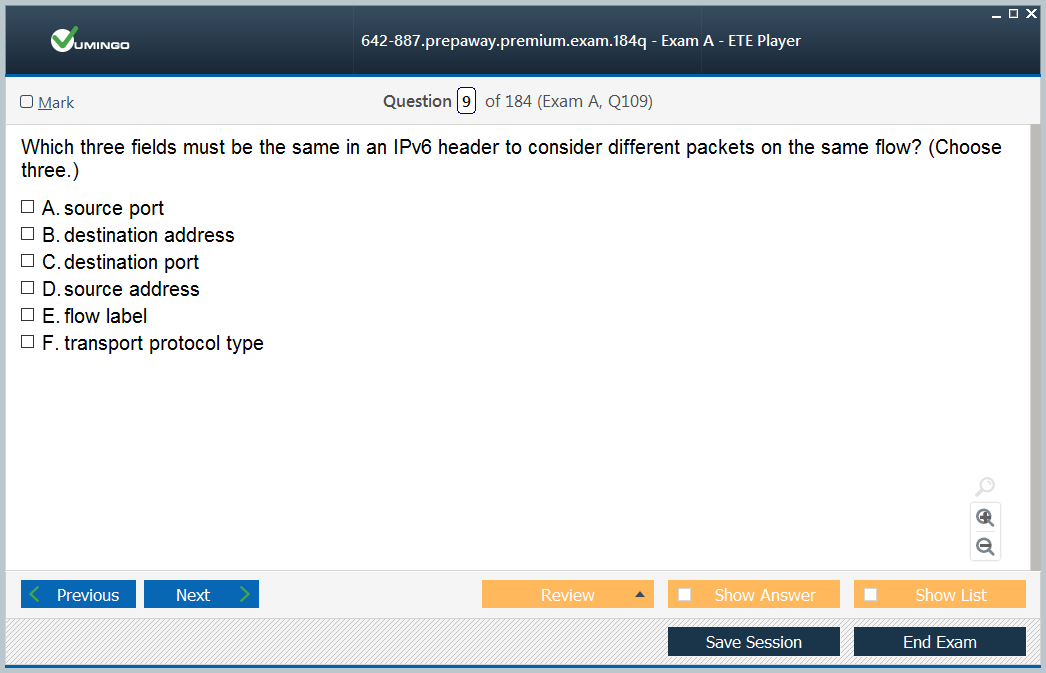 VUMINGO
642-887.prepaway.premium.exam.184q - Exam A - ETE Player
Mark
Question 9 of 184 (Exam A, Q109)
Which three fields must be the same in an IPv6 header to consider different packets on the same flow? (Choose
three.)
A. source port
B. destination address
C. destination port
D. source address
E. flow label
F. transport protocol type
Previous
Next
Review
Show Answer
Show List
Save Session
End Exam